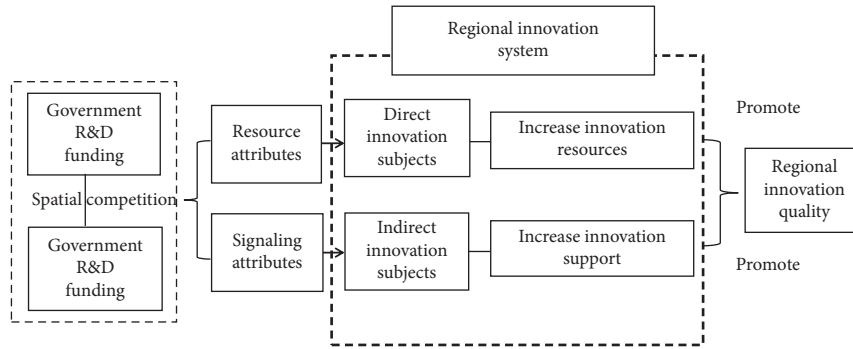 Regional innovation
system
Government
R&D
funding
Spatial competition
Government
R&D
funding
Resource
attributes
Signaling
attributes
Direct
innovation
subjects
Increase innovation
resources
Indirect
innovation
subjects
Increase innovation
support
Promote
Regional
innovation
quality
Promote